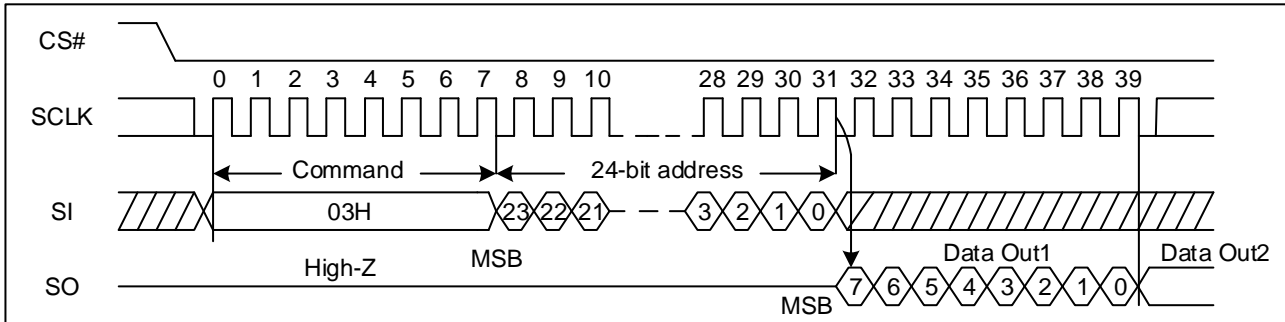 CS#
0 1 2 3 4 5 6 7 8 9 10 28 29 30 31 32 33 34 35 36 37 38 39
SCLK
Command 24-bit address
SI 03H 23 22 21 3 2 1 0
High-Z MSB Data Out1 Data Out2
SO 7 6 5 4 3 2 1 0
MSB